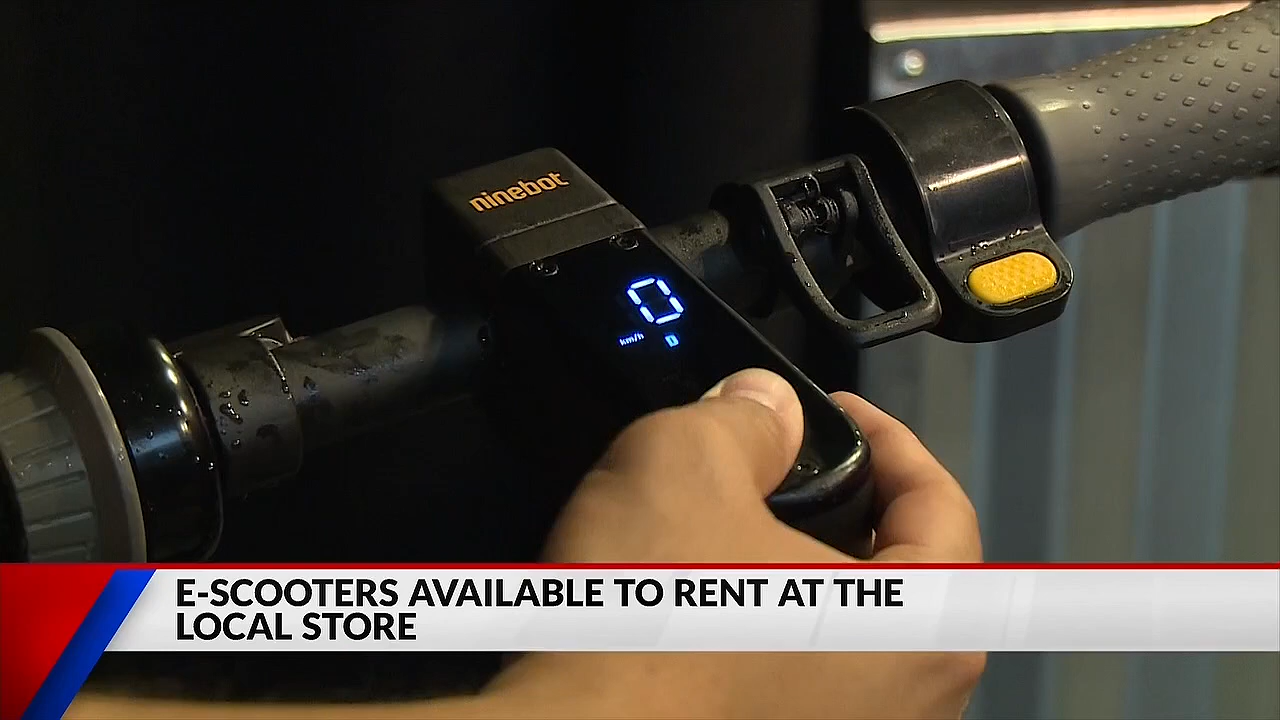 ninebot
0
km/h D
E-SCOOTERS AVAILABLE TO RENT AT THE
LOCAL STORE